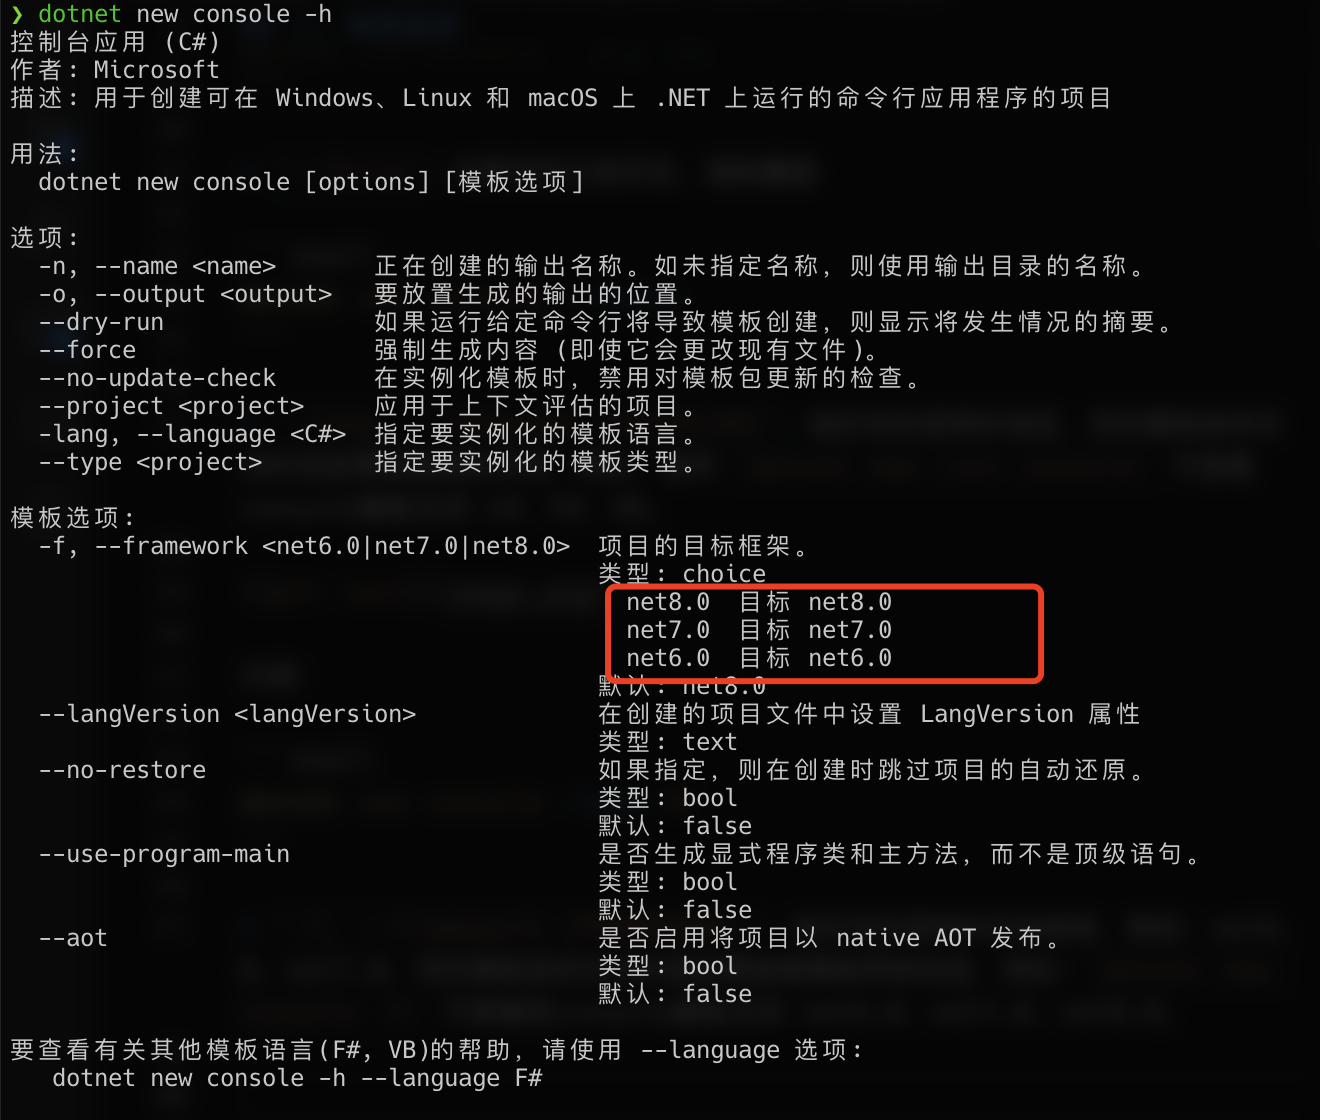 ❯ dotnet new console -h
控制台应用 (C#)
作者: Microsoft
描述: 用于创建可在 Windows、Linux 和 macOS 上 .NET 上运行的命令行应用程序的项目
用法:
dotnet new console [options] [模板选项]
选项:
-n, --name <name> 正在创建的输出名称。如未指定名称, 则使用输出目录的名称。
-o, --output <output> 要放置生成的输出的位置。
--dry-run 如果运行给定命令行将导致模板创建, 则显示将发生情况的摘要。
--force 强制生成内容 (即使它会更改现有文件)。
--no-update-check 在实例化模板时, 禁用对模板包更新的检查。
--project <project> 应用于上下文评估的项目。
-lang, --language <C#> 指定要实例化的模板语言。
--type <project> 指定要实例化的模板类型。
模板选项:
-f, --framework <net6.0|net7.0|net8.0> 项目的目标框架。
类型: choice
net8.0 目标 net8.0
net7.0 目标 net7.0
net6.0 目标 net6.0
默认: net8.0
--langVersion <langVersion> 在创建的项目文件中设置 LangVersion 属性
类型: text
--no-restore 如果指定, 则在创建时跳过项目的自动还原。
类型: bool
默认: false
--use-program-main 是否生成显式程序类和主方法, 而不是顶级语句。
类型: bool
默认: false
--aot 是否启用将项目以 native AOT 发布。
类型: bool
默认: false
要查看有关其他模板语言(F#, VB)的帮助, 请使用 --language 选项:
dotnet new console -h --language F#